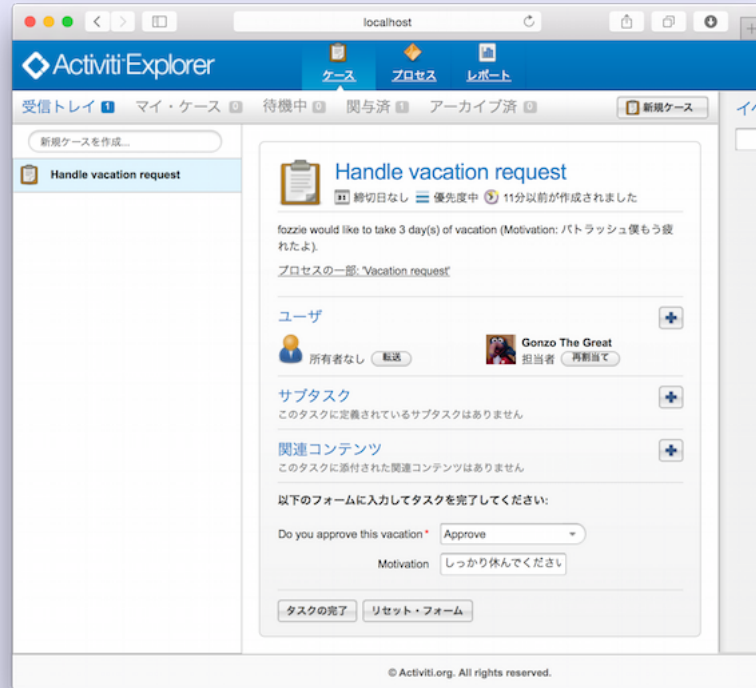 localhost
Activiti Explorer
ケース
プロセス
レポート
受信トレイ 1 マイ・ケース 0 待機中 0 関与済 1 アーカイブ済 0
新規ケース
新規ケースを作成...
Handle vacation request
Handle vacation request
31 締切日なし 優先度中 11分以前が作成されました
fozzie would like to take 3 day(s) of vacation (Motivation: パトラッシュ僕もう疲
れたよ).
プロセスの一部: 'Vacation request'
ユーザ
所有者なし 転送
Gonzo The Great
担当者 再割当て
サブタスク
このタスクに定義されているサブタスクはありません
関連コンテンツ
このタスクに添付された関連コンテンツはありません
以下のフォームに入力してタスクを完了してください:
Do you approve this vacation * Approve
Motivation しっかり休んでください
タスクの完了 リセット・フォーム
© Activiti.org. All rights reserved.